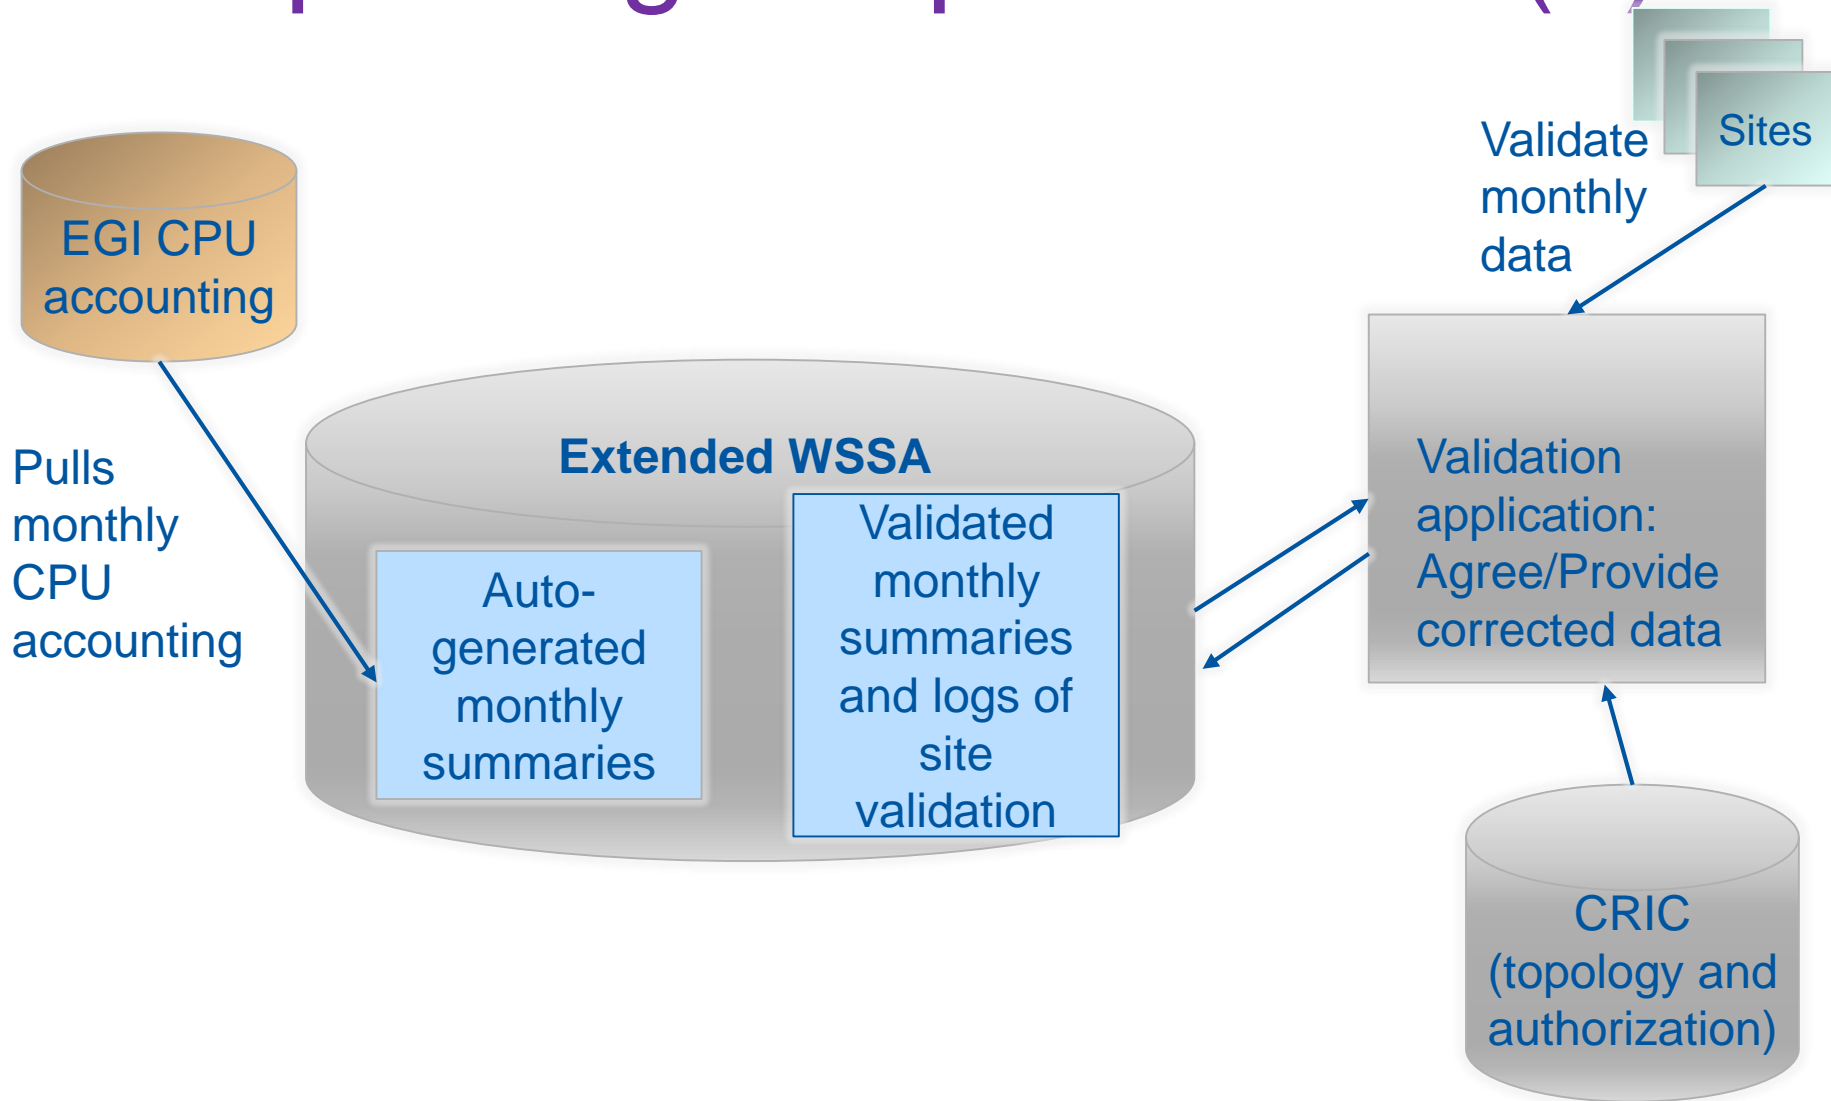 Sites
Validate
monthly
data
EGI CPU
accounting
Pulls
monthly
CPU
accounting
Extended WSSA
Auto-
generated
monthly
summaries
Validated
monthly
summaries
and logs of
site
validation
Validation
application:
Agree/Provide
corrected data
CRIC
(topology and
authorization)